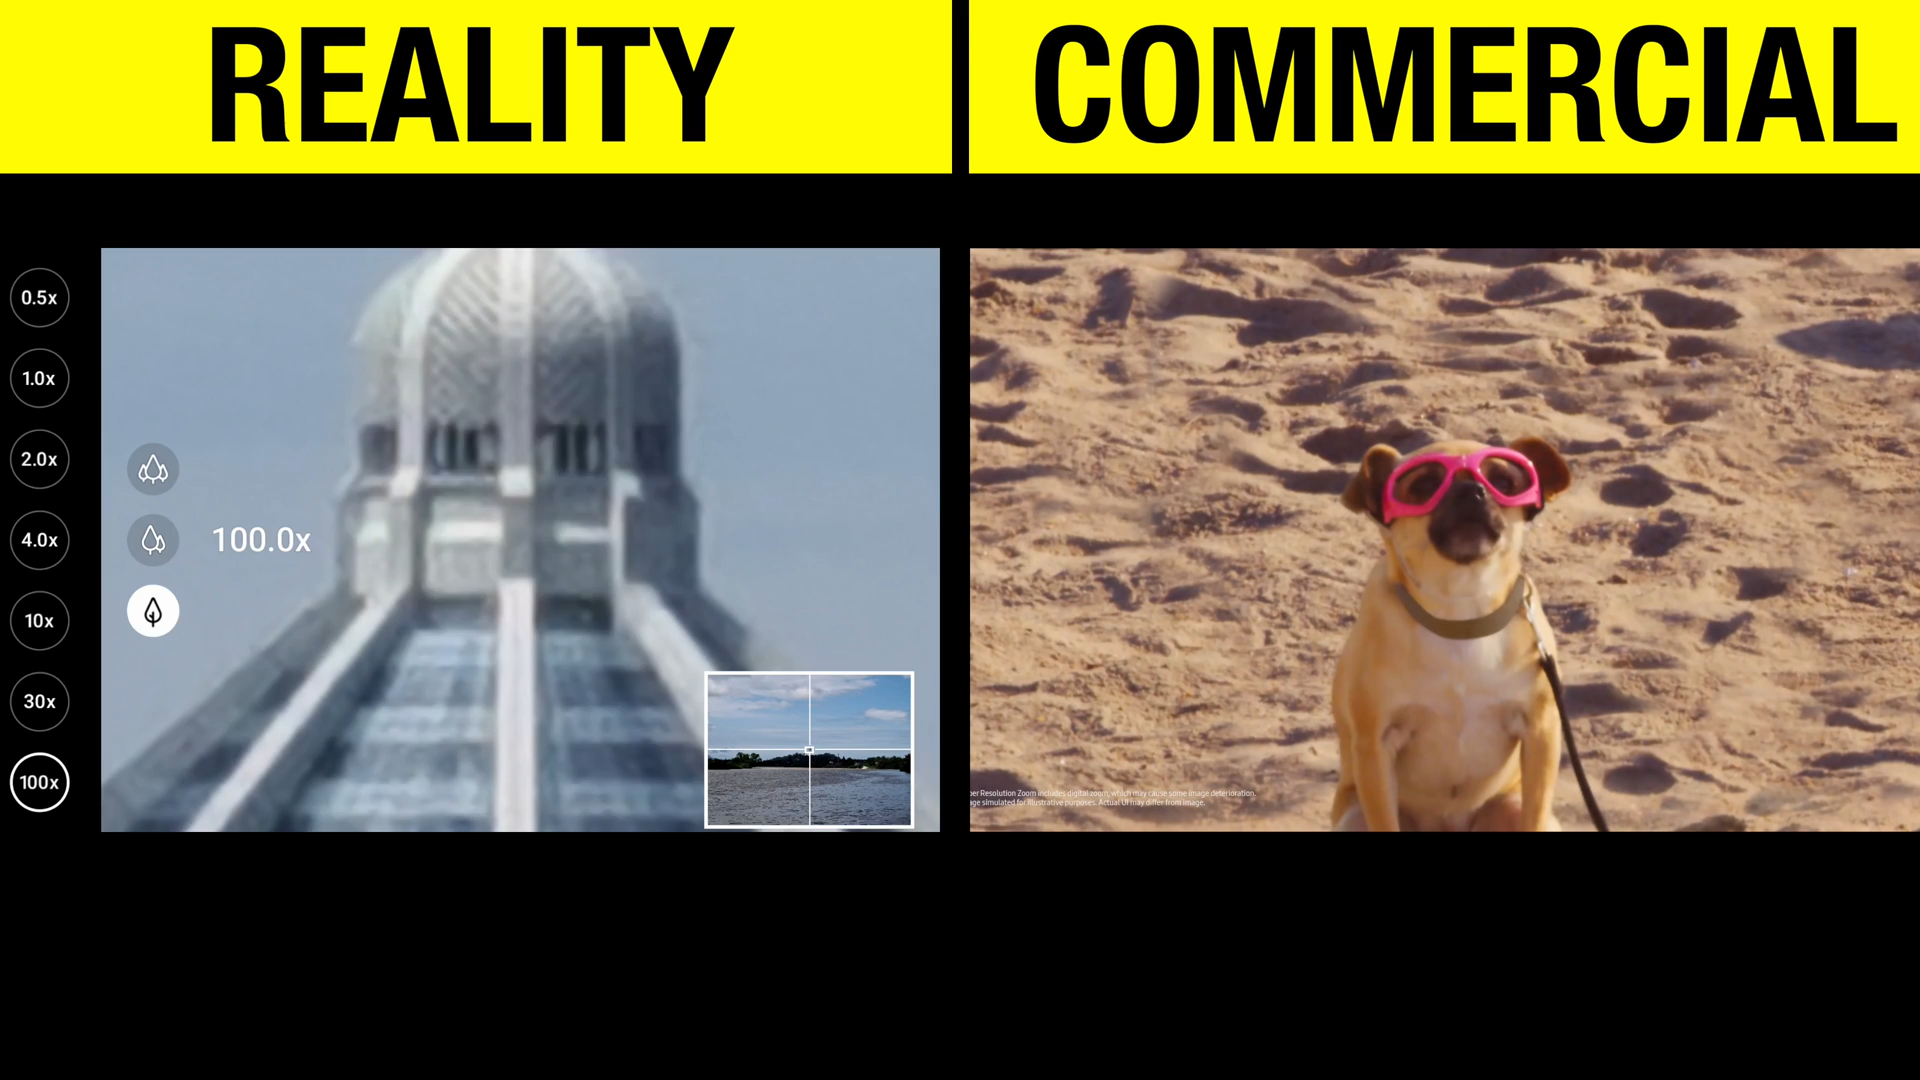 REALITY
COMMERCIAL
0.5x
1.0x
2.0x
4.0x
100.0x
10x
30x
100x
Resolution Zoom includes digital zoom, which may cause some image deterioration.
simulated for illustrative purposes. Actual UI may differ from image.